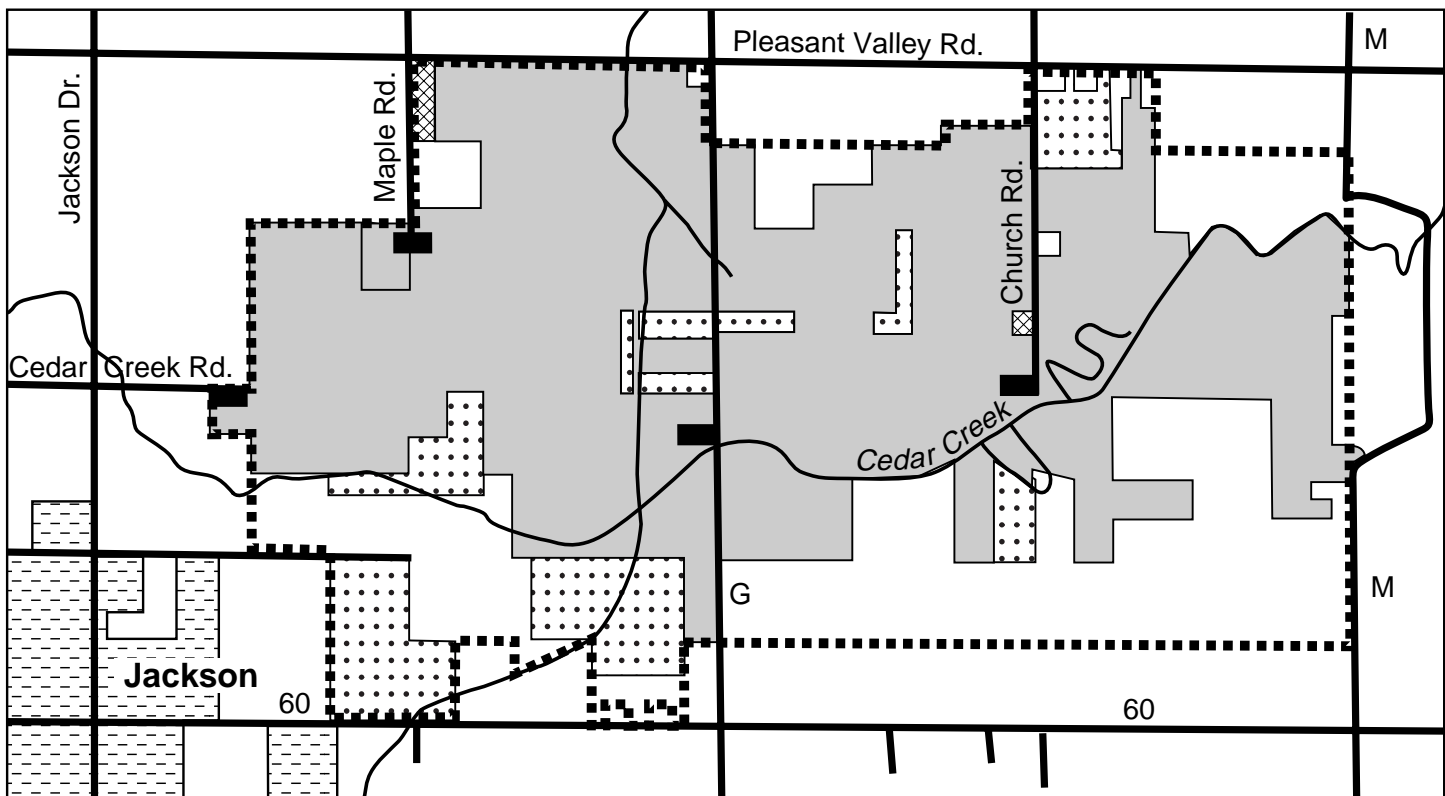 M
Pleasant Valley Rd.
Jackson Dr.
Maple Rd.
Church Rd.
Cedar Creek Rd.
Cedar Creek
G
M
Jackson
60
60